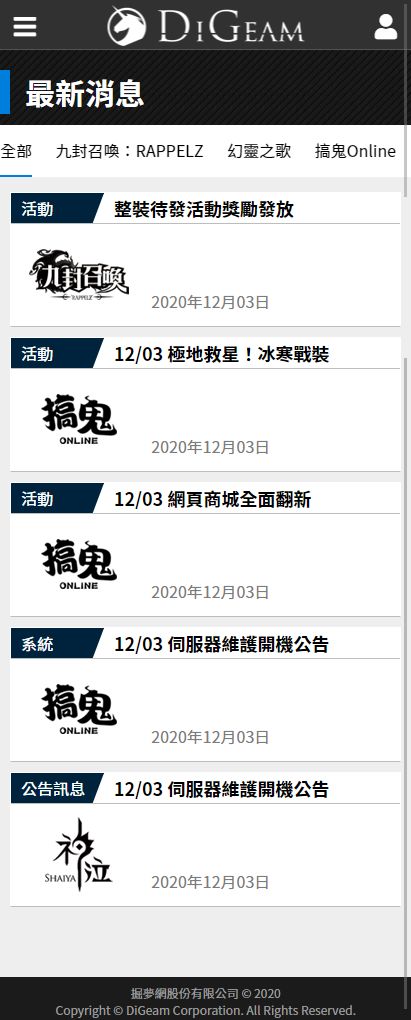 DIGEAM
最新消息
全部 九封召喚：RAPPELZ 幻靈之歌 搞鬼Online
活動 整裝待發活動獎勵發放
九封召喚
RAPPELZ
2020年12月03日
活動 12/03 極地救星！冰寒戰裝
搞鬼
ONLINE
2020年12月03日
活動 12/03 網頁商城全面翻新
搞鬼
ONLINE
2020年12月03日
系統 12/03 伺服器維護開機公告
搞鬼
ONLINE
2020年12月03日
公告訊息 12/03 伺服器維護開機公告
神泣
SHAIYA
2020年12月03日
掘夢網股份有限公司 © 2020
Copyright © DiGeam Corporation. All Rights Reserved.